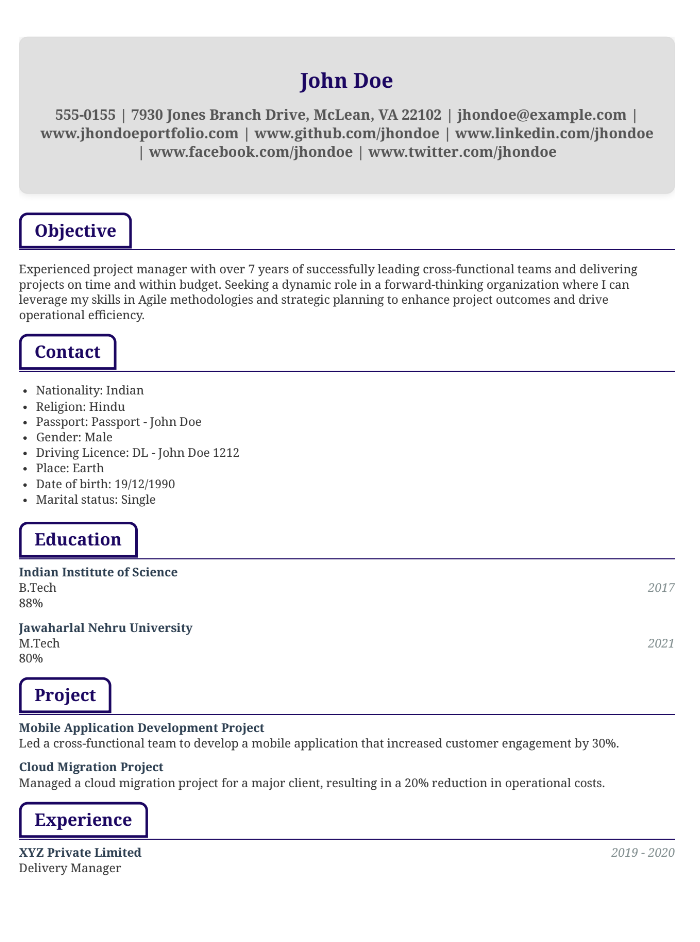 John Doe
555-0155 | 7930 Jones Branch Drive, McLean, VA 22102 | jhondoe@example.com |
www.jhondoeportfolio.com | www.github.com/jhondoe | www.linkedin.com/jhondoe
| www.facebook.com/jhondoe | www.twitter.com/jhondoe
Objective
Experienced project manager with over 7 years of successfully leading cross-functional teams and delivering
projects on time and within budget. Seeking a dynamic role in a forward-thinking organization where I can
leverage my skills in Agile methodologies and strategic planning to enhance project outcomes and drive
operational efficiency.
Contact
• Nationality: Indian
• Religion: Hindu
• Passport: Passport - John Doe
• Gender: Male
• Driving Licence: DL - John Doe 1212
• Place: Earth
• Date of birth: 19/12/1990
• Marital status: Single
Education
Indian Institute of Science
B.Tech 2017
88%
Jawaharlal Nehru University
M.Tech 2021
80%
Project
Mobile Application Development Project
Led a cross-functional team to develop a mobile application that increased customer engagement by 30%.
Cloud Migration Project
Managed a cloud migration project for a major client, resulting in a 20% reduction in operational costs.
Experience
XYZ Private Limited 2019 - 2020
Delivery Manager